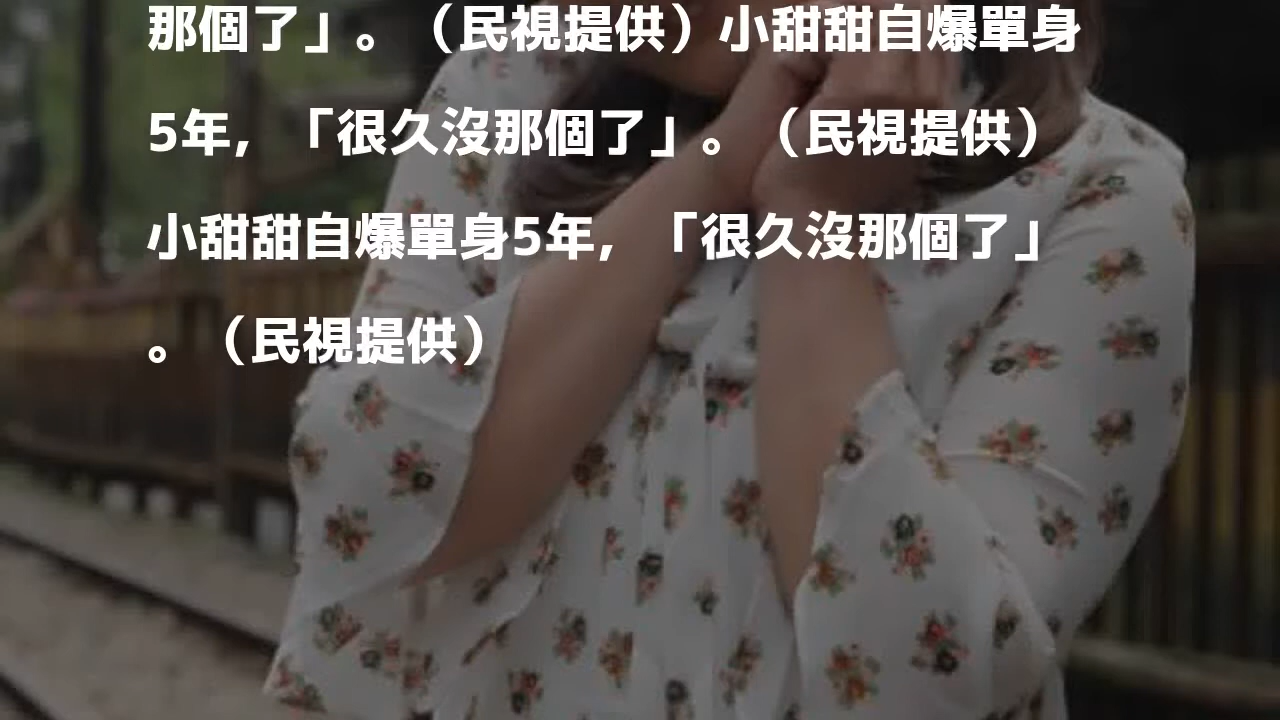 那個了」。（民視提供）小甜甜自爆單身
5年，「很久沒那個了」。（民視提供）
小甜甜自爆單身5年，「很久沒那個了」
。（民視提供）